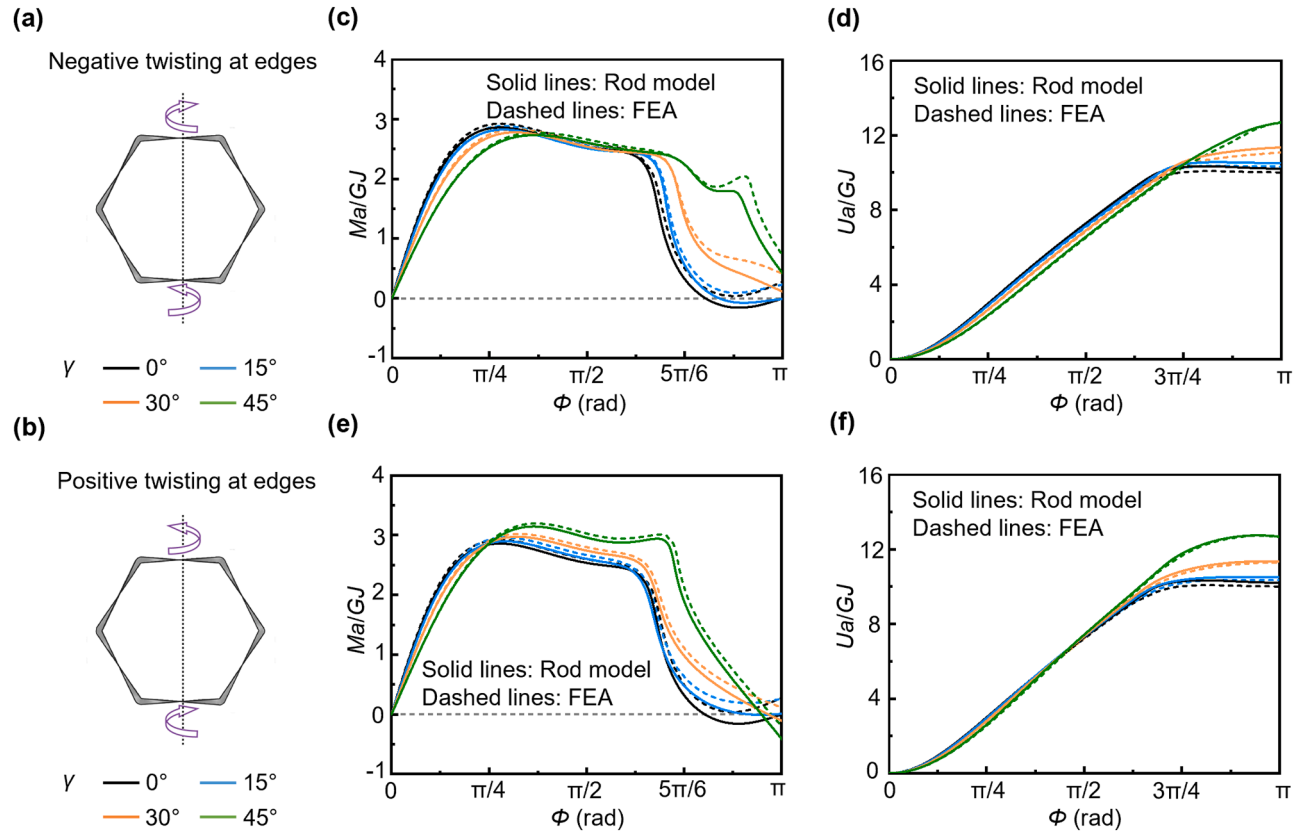 (a)
Negative twisting at edges
γ
0°
15°
30°
45°
(b)
Positive twisting at edges
γ
0°
15°
30°
45°
(c)
Solid lines: Rod model
Dashed lines: FEA
Ma/GJ
4
3
2
1
0
-1
0
π/4
π/2
5π/6
π
Φ (rad)
(d)
Solid lines: Rod model
Dashed lines: FEA
Ua/GJ
16
12
8
4
0
0
π/4
π/2
3π/4
π
Φ (rad)
(e)
Solid lines: Rod model
Dashed lines: FEA
Ma/GJ
4
3
2
1
0
-1
0
π/4
π/2
5π/6
π
Φ (rad)
(f)
Solid lines: Rod model
Dashed lines: FEA
Ua/GJ
16
12
8
4
0
0
π/4
π/2
3π/4
π
Φ (rad)